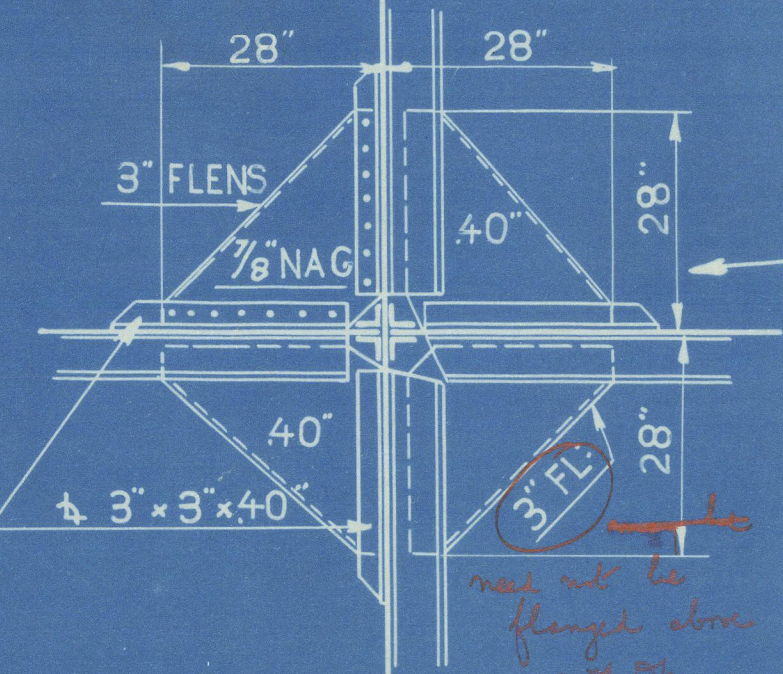 28" 28"
3" FLENS
7/8" NAG
.40"
28"
.40"
28"
3" FL.
∠ 3" × 3" × .40"
need not be
flanged above